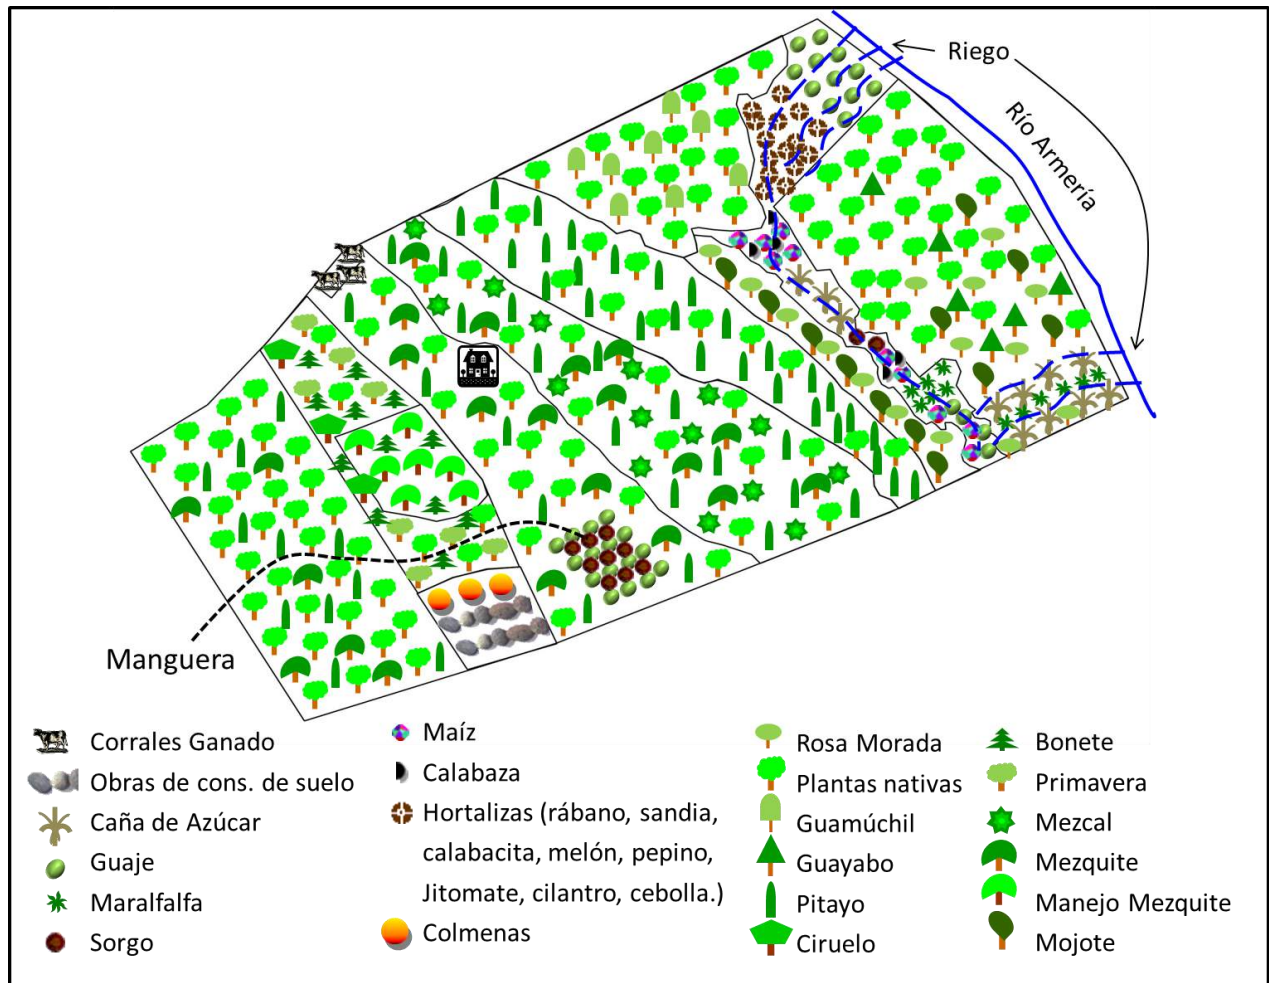 Riego
Río Armería
Manguera
Corrales Ganado
Obras de cons. de suelo
Caña de Azúcar
Guaje
Maralfalfa
Sorgo
Maíz
Calabaza
Hortalizas (rábano, sandia,
calabacita, melón, pepino,
Jitomate, cilantro, cebolla.)
Colmenas
Rosa Morada
Plantas nativas
Guamúchil
Guayabo
Pitayo
Ciruelo
Bonete
Primavera
Mezcal
Mezquite
Manejo Mezquite
Mojote